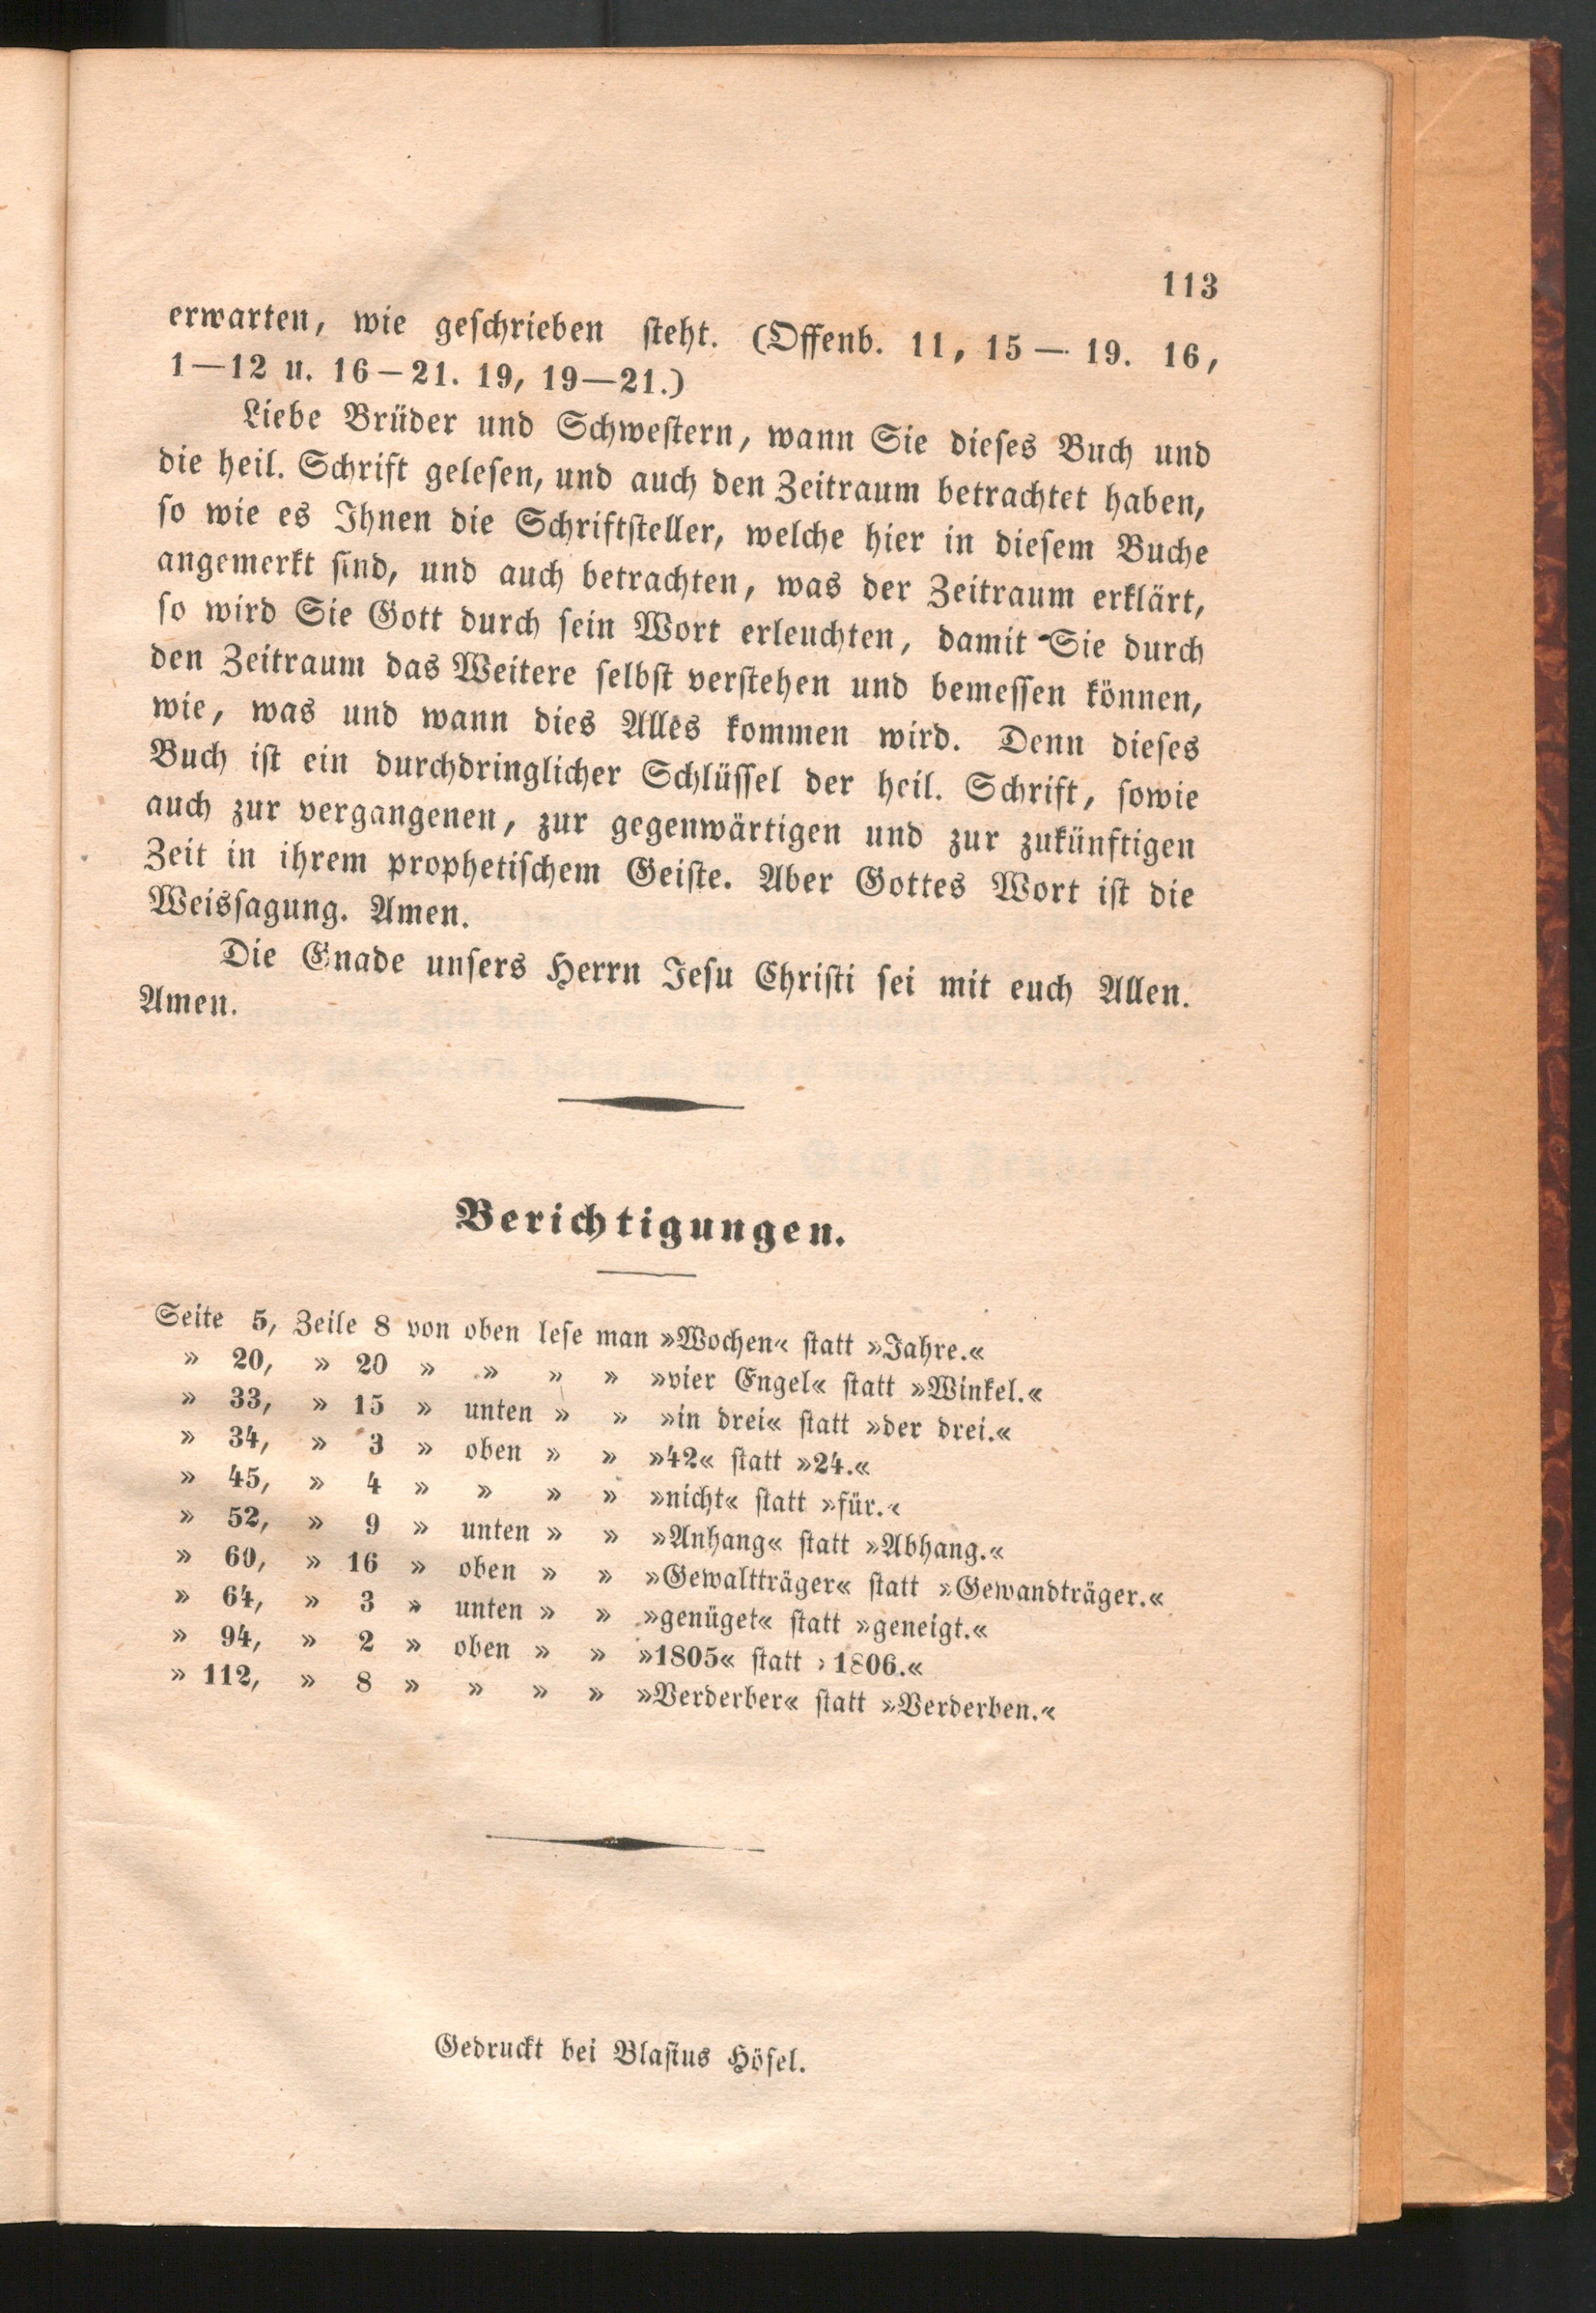 113
erwarten, wie geschrieben steht. (Offenb. 11, 15 — 19. 16,
1—12 u. 16—21. 19, 19—21.)
Liebe Brüder und Schwestern, wann Sie dieses Buch und
die heil. Schrift gelesen, und auch den Zeitraum betrachtet haben,
so wie es Ihnen die Schriftsteller, welche hier in diesem Buche
angemerkt sind, und auch betrachten, was der Zeitraum erklärt,
so wird Sie Gott durch sein Wort erleuchten, damit Sie durch
den Zeitraum das Weitere selbst verstehen und bemessen können,
wie, was und wann dies Alles kommen wird. Denn dieses
Buch ist ein durchdringlicher Schlüssel der heil. Schrift, sowie
auch zur vergangenen, zur gegenwärtigen und zur zukünftigen
Zeit in ihrem prophetischem Geiste. Aber Gottes Wort ist die
Weissagung. Amen.
Die Gnade unsers Herrn Jesu Christi sei mit euch Allen.
Amen.
Berichtigungen.
Seite 5, Zeile 8 von oben lese man »Wochen« statt »Jahre.«
» 20, » 20 » » » » »vier Engel« statt »Winkel.«
» 33, » 15 » unten » » »in drei« statt »der drei.«
» 34, » 3 » oben » » »42« statt »24.«
» 45, » 4 » » » » »nicht« statt »für.«
» 52, » 9 » unten » » »Anhang« statt »Abhang.«
» 60, » 16 » oben » » »Gewaltträger« statt »Gewandträger.«
» 64, » 3 » unten » » »genüget« statt »geneigt.«
» 94, » 2 » oben » » »1805« statt »1806.«
» 112, » 8 » » » » »Verderber« statt »Verderben.«
Gedruckt bei Blasius Höfel.